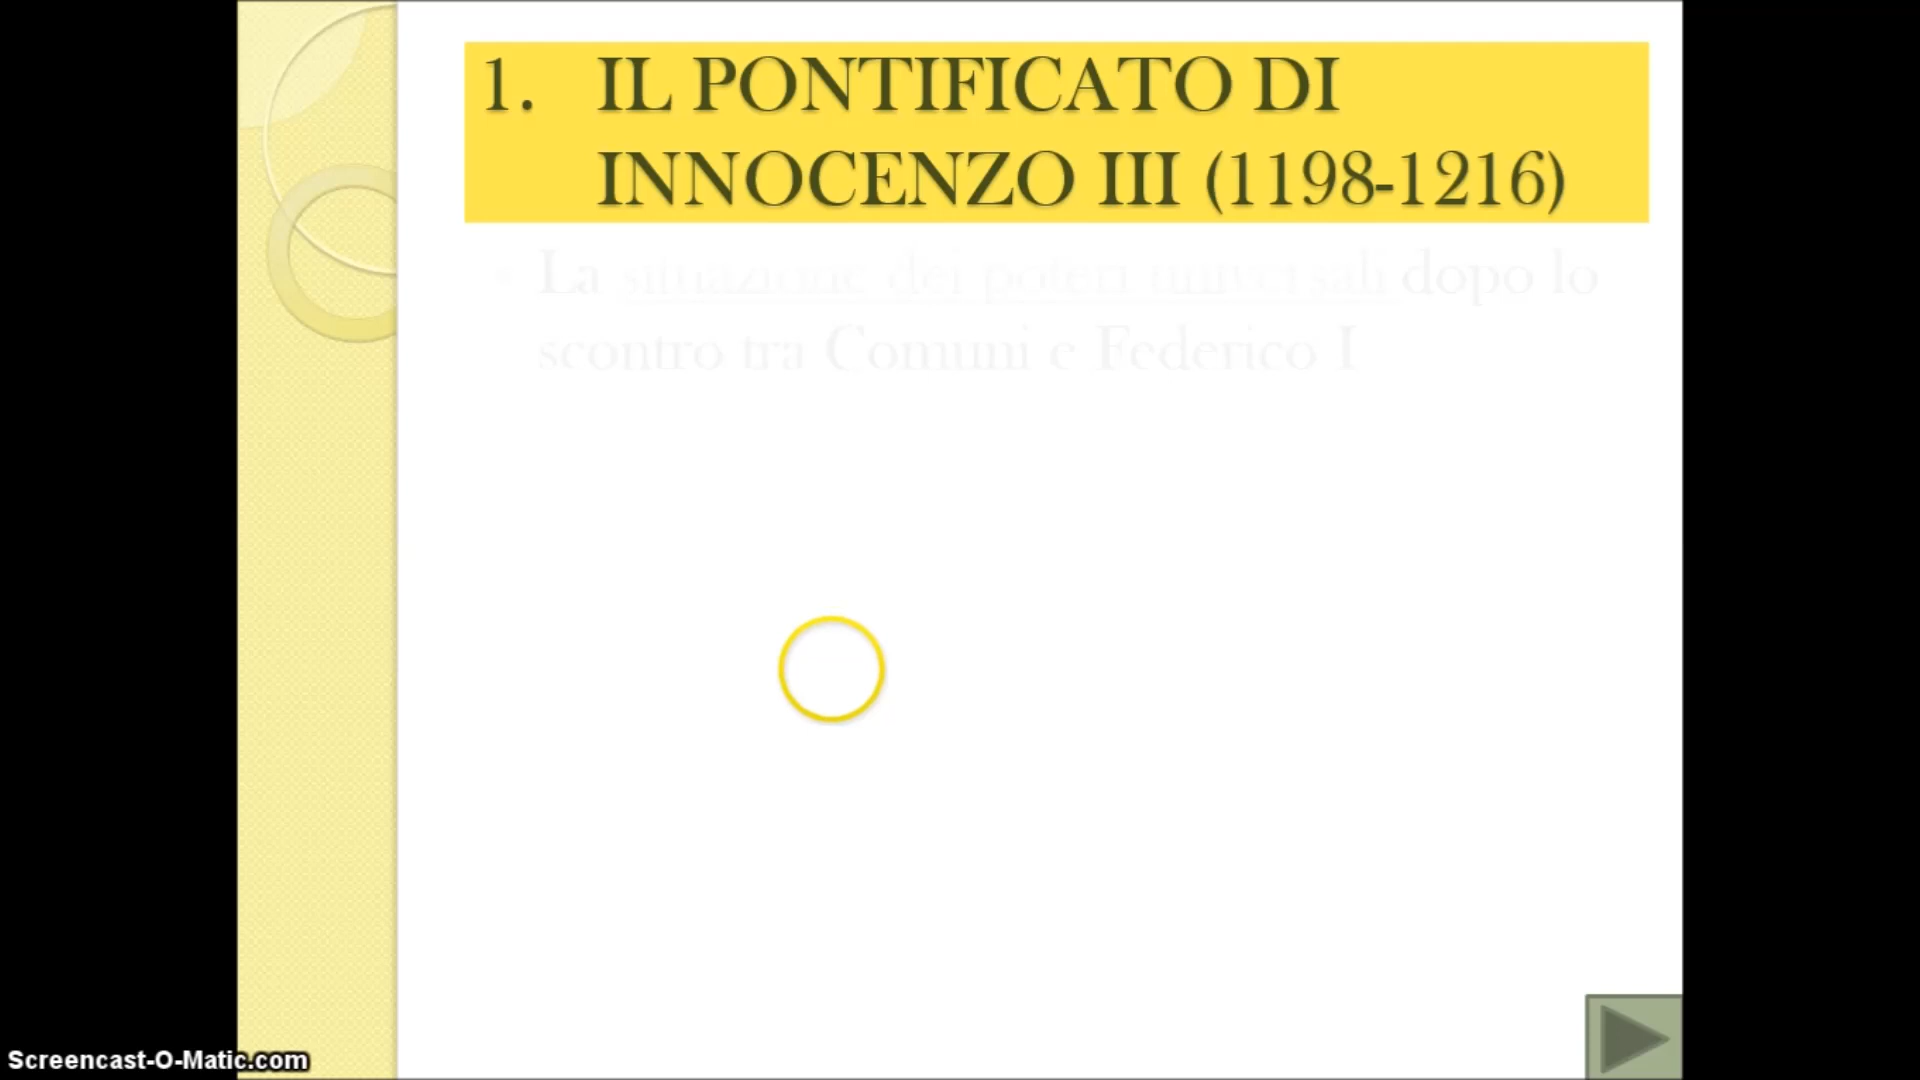 1. IL PONTIFICATO DI
INNOCENZO III (1198-1216)
La situazione dei poteri universali dopo lo
scontro tra Comuni e Federico I
Screencast-O-Matic.com